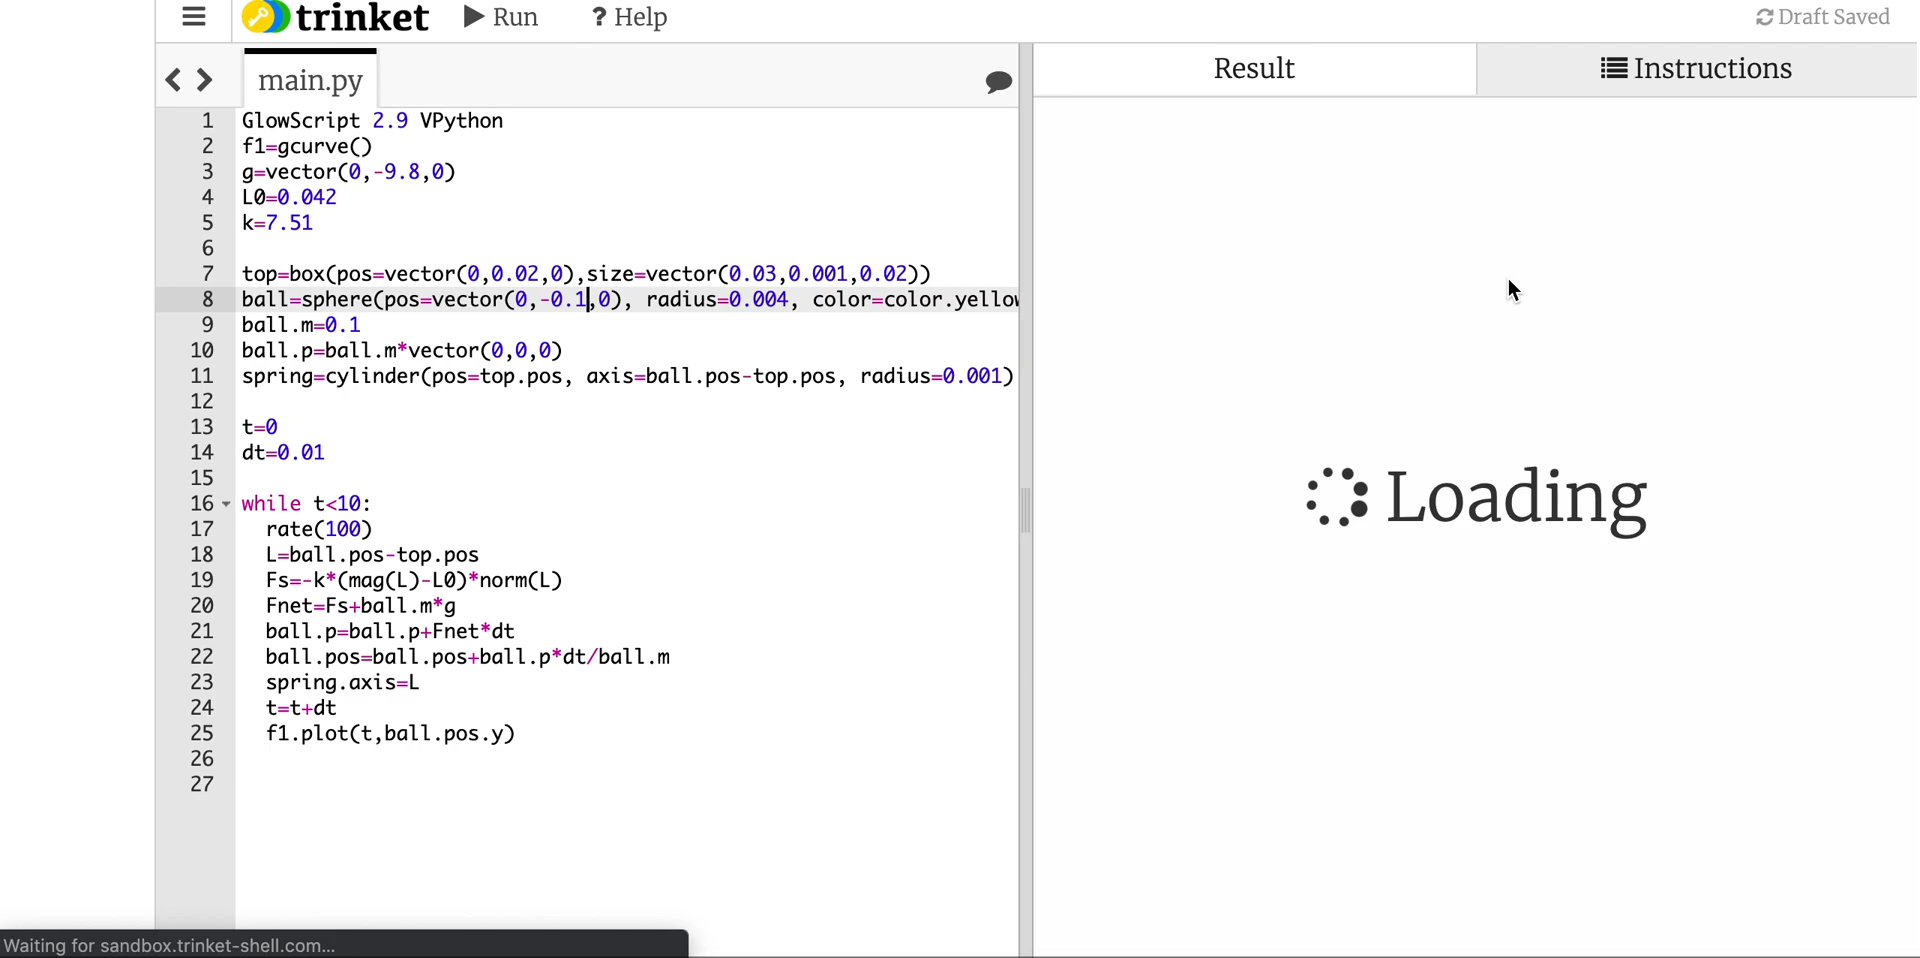 trinket Run ? Help Draft Saved
main.py Result Instructions
1 GlowScript 2.9 VPython
2 f1=gcurve()
3 g=vector(0,-9.8,0)
4 L0=0.042
5 k=7.51
6
7 top=box(pos=vector(0,0.02,0),size=vector(0.03,0.001,0.02))
8 ball=sphere(pos=vector(0,-0.1,0), radius=0.004, color=color.yellow
9 ball.m=0.1
10 ball.p=ball.m*vector(0,0,0)
11 spring=cylinder(pos=top.pos, axis=ball.pos-top.pos, radius=0.001)
12
13 t=0
14 dt=0.01
15
16 while t<10:
17 rate(100)
18 L=ball.pos-top.pos
19 Fs=-k*(mag(L)-L0)*norm(L)
20 Fnet=Fs+ball.m*g
21 ball.p=ball.p+Fnet*dt
22 ball.pos=ball.pos+ball.p*dt/ball.m
23 spring.axis=L
24 t=t+dt
25 f1.plot(t,ball.pos.y)
26
27
Loading
Waiting for sandbox.trinket-shell.com...